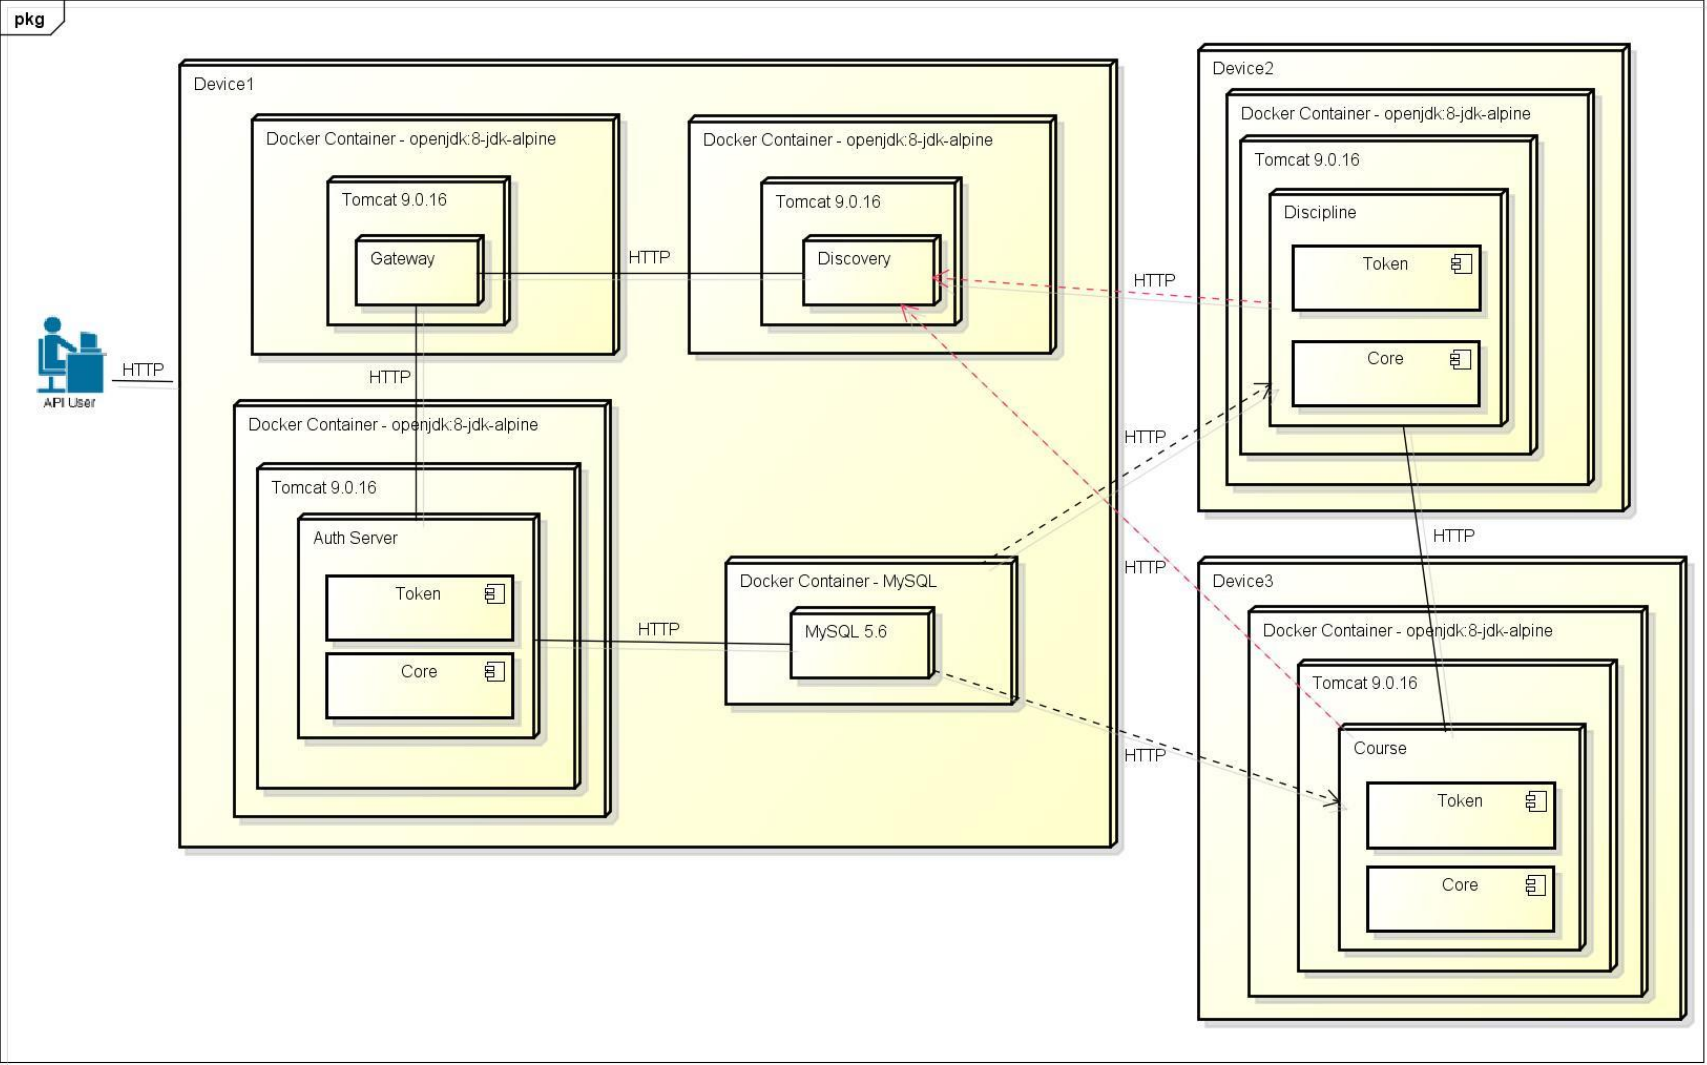 pkg
Device1
Docker Container - openjdk:8-jdk-alpine
Tomcat 9.0.16
Gateway
HTTP
Docker Container - openjdk:8-jdk-alpine
Tomcat 9.0.16
Discovery
HTTP
API User
HTTP
HTTP
Docker Container - openjdk:8-jdk-alpine
Tomcat 9.0.16
Auth Server
Token
Core
HTTP
Docker Container - MySQL
MySQL 5.6
HTTP
HTTP
HTTP
Device2
Docker Container - openjdk:8-jdk-alpine
Tomcat 9.0.16
Discipline
Token
Core
HTTP
Device3
Docker Container - openjdk:8-jdk-alpine
Tomcat 9.0.16
Course
Token
Core